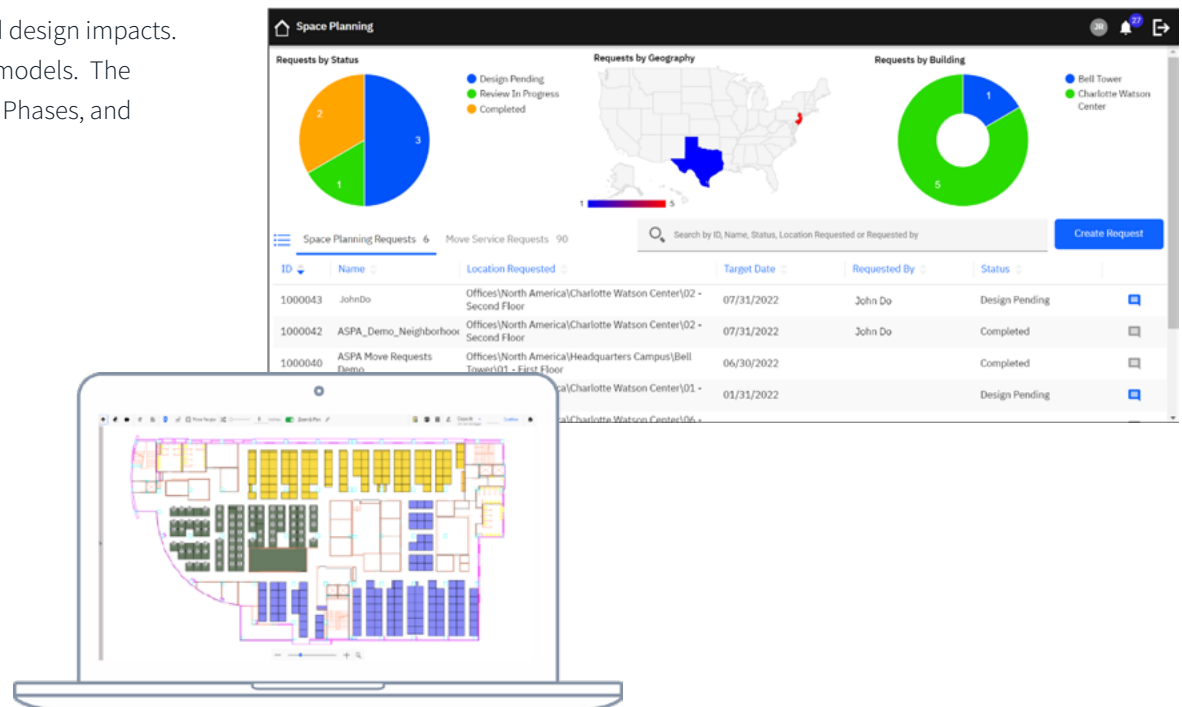 design impacts.
models. The
Phases, and
Space Planning
JR
27
Requests by Status
2
3
1
Design Pending
Review In Progress
Completed
Requests by Geography
1
5
Requests by Building
1
5
Bell Tower
Charlotte Watson
Center
Space Planning Requests 6
Move Service Requests 90
Search by ID, Name, Status, Location Requested or Requested by
Create Request
ID
Name
Location Requested
Target Date
Requested By
Status
1000043
JohnDo
Offices\North America\Charlotte Watson Center\02 -
Second Floor
07/31/2022
John Do
Design Pending
1000042
ASPA_Demo_Neighborhood
Offices\North America\Charlotte Watson Center\02 -
Second Floor
07/31/2022
John Do
Completed
1000040
ASPA Move Requests
Demo
Offices\North America\Headquarters Campus\Bell
Tower\01 - First Floor
06/30/2022
Completed
ca\Charlotte Watson Center\01 -
01/31/2022
Design Pending
ca\Charlotte Watson Center\06 -
Zoom & Pan